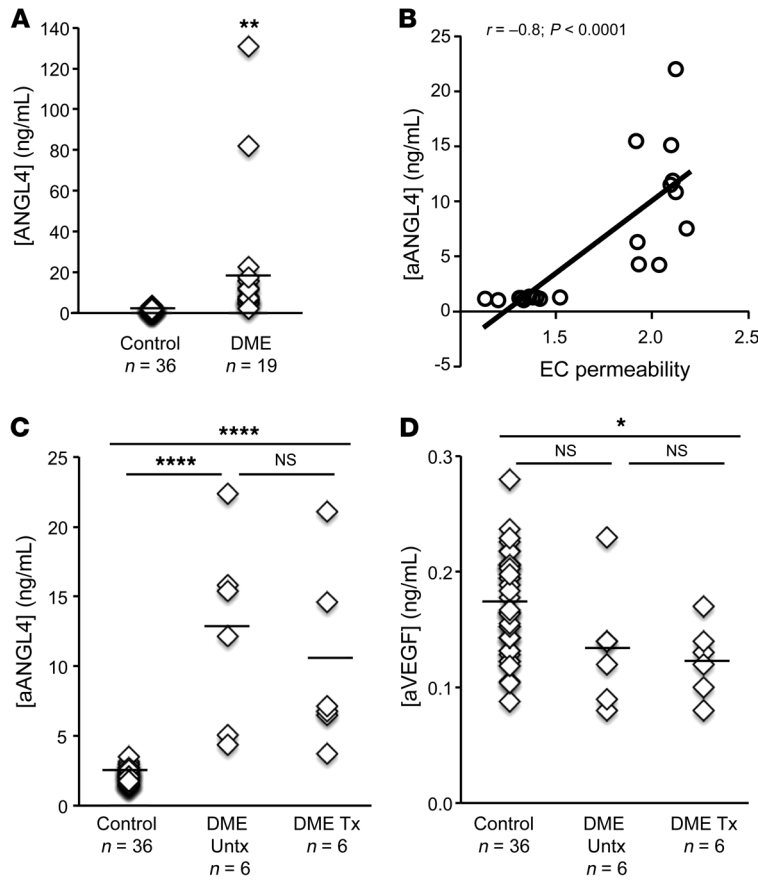 A
140
120
100
80
60
40
20
0
[ANGL4] (ng/mL)
**
Control
n = 36
DME
n = 19
B
r = –0.8; P < 0.0001
25
20
15
10
5
0
-5
[aANGL4] (ng/mL)
1.5
2.0
2.5
EC permeability
C
****
****
NS
25
20
15
10
5
0
[aANGL4] (ng/mL)
Control
n = 36
DME
Untx
n = 6
DME Tx
n = 6
D
*
NS
NS
0.3
0.2
0.1
0.0
[aVEGF] (ng/mL)
Control
n = 36
DME
Untx
n = 6
DME Tx
n = 6